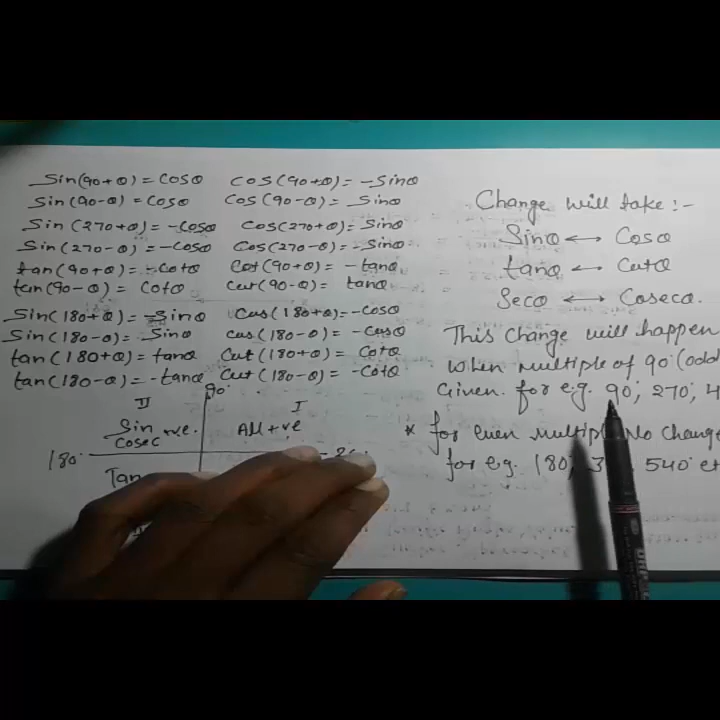 Sin(90+θ) = Cosθ Cos(90+θ) = -Sinθ
Sin(90-θ) = Cosθ Cos(90-θ) = Sinθ
Sin(270+θ) = -Cosθ Cos(270+θ) = Sinθ
Sin(270-θ) = -Cosθ Cos(270-θ) = -Sinθ
tan(90+θ) = -Cotθ Cot(90+θ) = -tanθ
tan(90-θ) = Cotθ Cot(90-θ) = tanθ
Sin(180+θ) = -Sinθ Cos(180+θ) = -Cosθ
Sin(180-θ) = Sinθ Cos(180-θ) = -Cosθ
tan(180+θ) = tanθ Cot(180+θ) = Cotθ
tan(180-θ) = -tanθ Cot(180-θ) = -Cotθ
90°
II I
Sin +ve. All +ve
Cosec
180°
Tan
Change will take :-
Sinθ ↔ Cosθ
tanθ ↔ Cotθ
Secθ ↔ Cosecθ.
This Change will happen
When multiple of 90° (odd
Given. for e.g. 90°, 270°, 4
* for even multiple No Change
for e.g. 180°, 3 540° et